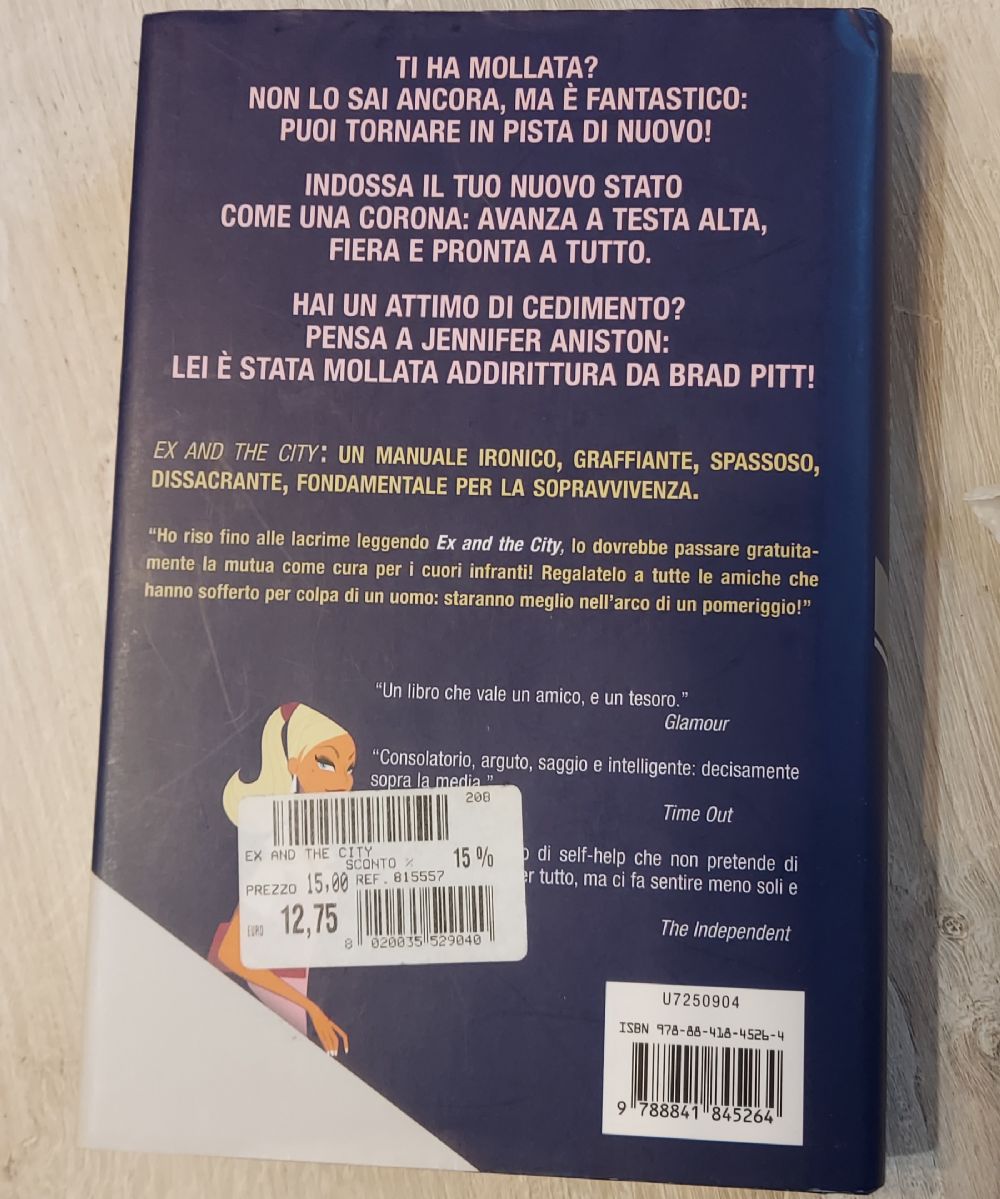 TI HA MOLLATA?
NON LO SAI ANCORA, MA È FANTASTICO:
PUOI TORNARE IN PISTA DI NUOVO!
INDOSSA IL TUO NUOVO STATO
COME UNA CORONA: AVANZA A TESTA ALTA,
FIERA E PRONTA A TUTTO.
HAI UN ATTIMO DI CEDIMENTO?
PENSA A JENNIFER ANISTON:
LEI È STATA MOLLATA ADDIRITTURA DA BRAD PITT!
EX AND THE CITY: UN MANUALE IRONICO, GRAFFIANTE, SPASSOSO,
DISSACRANTE, FONDAMENTALE PER LA SOPRAVVIVENZA.
“Ho riso fino alle lacrime leggendo Ex and the City, lo dovrebbe passare gratuita-
mente la mutua come cura per i cuori infranti! Regalatelo a tutte le amiche che
hanno sofferto per colpa di un uomo: staranno meglio nell’arco di un pomeriggio!”
“Un libro che vale un amico, e un tesoro.”
Glamour
“Consolatorio, arguto, saggio e intelligente: decisamente
sopra la media.”
Time Out
di self-help che non pretende di
tutto, ma ci fa sentire meno soli e
The Independent
208
EX AND THE CITY
SCONTO % 15%
PREZZO 15,00 REF. 815557
EURO 12,75
8 020035 529040
U7250904
ISBN 978-88-418-4526-4
9 788841 845264